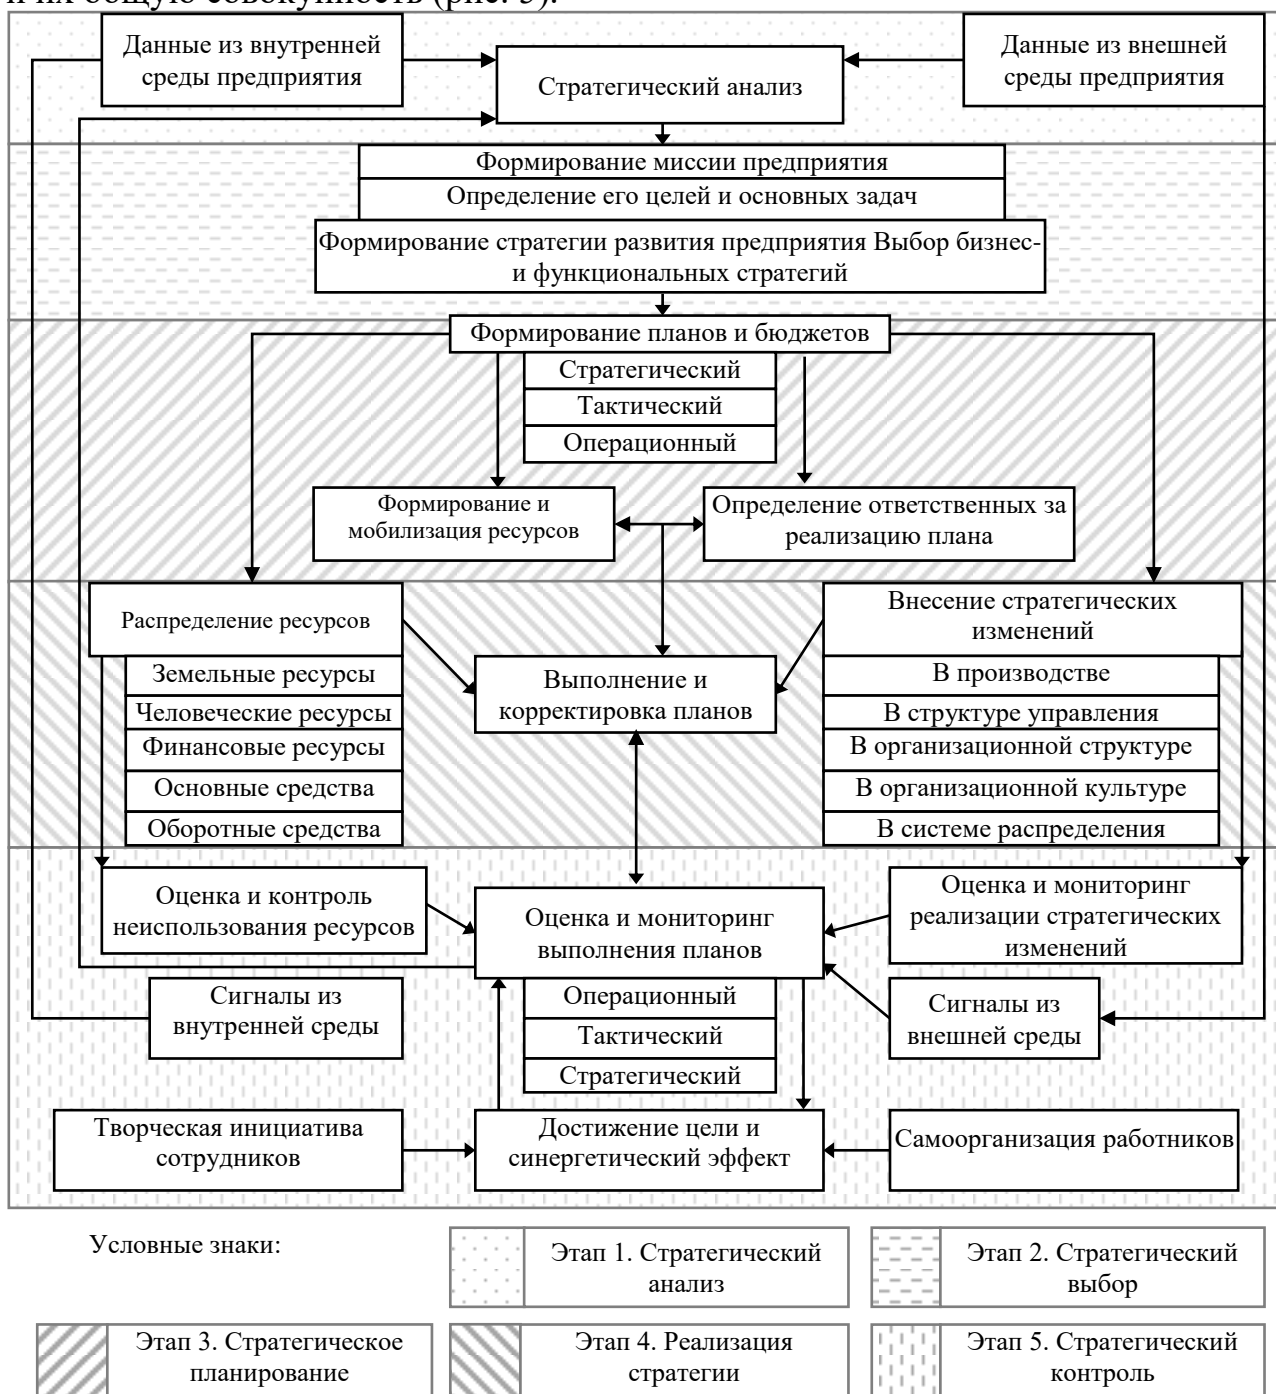 и их общую совокупность (рис. 3).
Данные из внутренней
среды предприятия
Стратегический анализ
Данные из внешней
среды предприятия
Формирование миссии предприятия
Определение его целей и основных задач
Формирование стратегии развития предприятия Выбор бизнес-
и функциональных стратегий
Формирование планов и бюджетов
Стратегический
Тактический
Операционный
Формирование и
мобилизация ресурсов
Определение ответственных за
реализацию плана
Распределение ресурсов
Земельные ресурсы
Человеческие ресурсы
Финансовые ресурсы
Основные средства
Оборотные средства
Выполнение и
корректировка планов
Внесение стратегических
изменений
В производстве
В структуре управления
В организационной структуре
В организационной культуре
В системе распределения
Оценка и контроль
неиспользования ресурсов
Оценка и мониторинг
выполнения планов
Оценка и мониторинг
реализации стратегических
изменений
Сигналы из
внутренней среды
Операционный
Тактический
Стратегический
Сигналы из
внешней среды
Творческая инициатива
сотрудников
Достижение цели и
синергетический эффект
Самоорганизация работников
Условные знаки:
Этап 1. Стратегический
анализ
Этап 2. Стратегический
выбор
Этап 3. Стратегическое
планирование
Этап 4. Реализация
стратегии
Этап 5. Стратегический
контроль